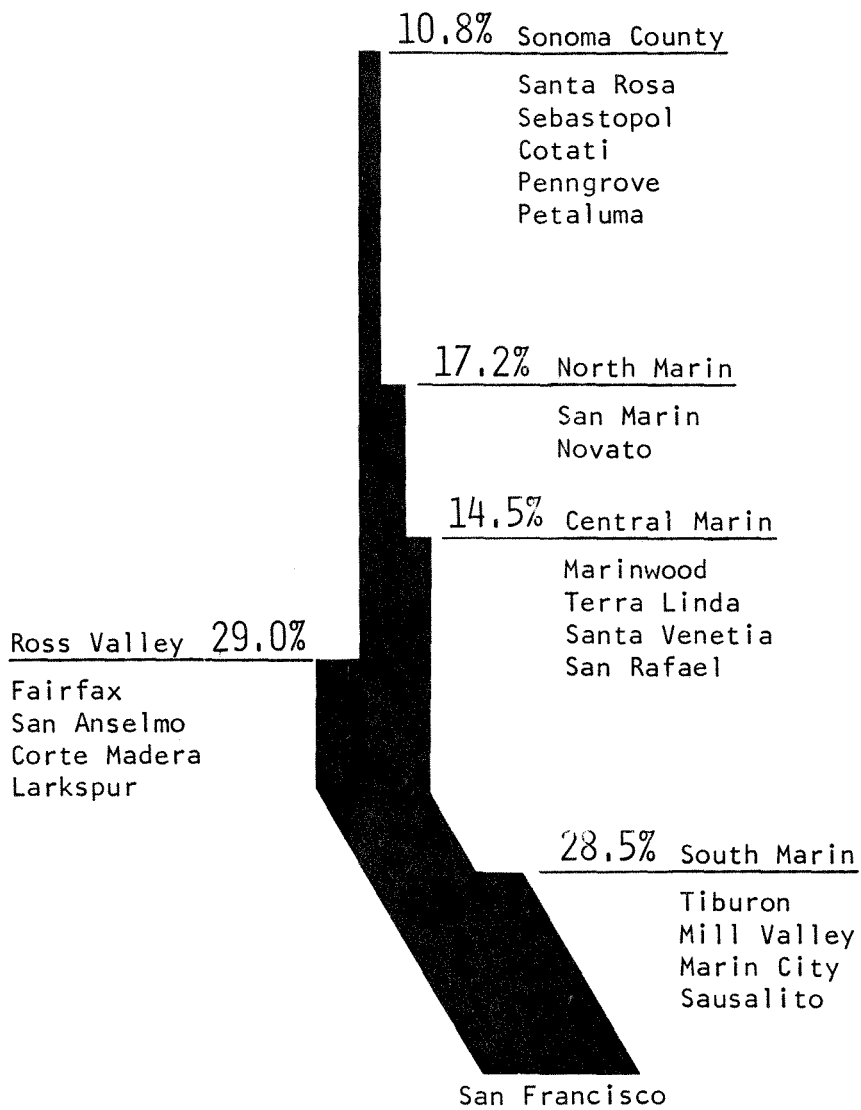 10.8% Sonoma County
Santa Rosa
Sebastopol
Cotati
Penngrove
Petaluma
17.2% North Marin
San Marin
Novato
14.5% Central Marin
Marinwood
Terra Linda
Santa Venetia
San Rafael
Ross Valley 29.0%
Fairfax
San Anselmo
Corte Madera
Larkspur
28.5% South Marin
Tiburon
Mill Valley
Marin City
Sausalito
San Francisco